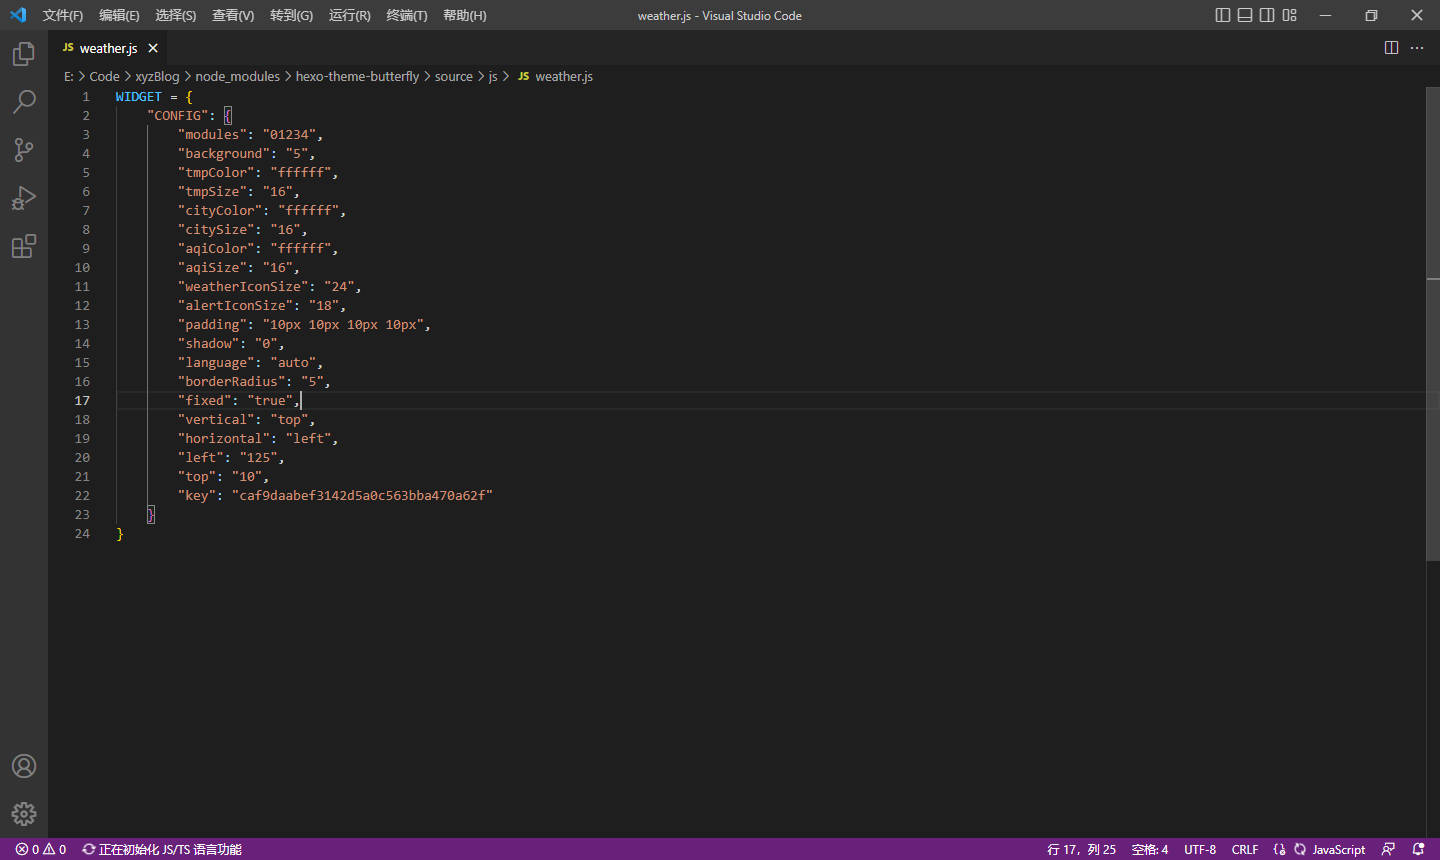 文件(F) 编辑(E) 选择(S) 查看(V) 转到(G) 运行(R) 终端(T) 帮助(H) weather.js - Visual Studio Code
JS weather.js
E: > Code > xyzBlog > node_modules > hexo-theme-butterfly > source > js > JS weather.js
1 WIDGET = {
2 "CONFIG": {
3 "modules": "01234",
4 "background": "5",
5 "tmpColor": "ffffff",
6 "tmpSize": "16",
7 "cityColor": "ffffff",
8 "citySize": "16",
9 "aqiColor": "ffffff",
10 "aqiSize": "16",
11 "weatherIconSize": "24",
12 "alertIconSize": "18",
13 "padding": "10px 10px 10px 10px",
14 "shadow": "0",
15 "language": "auto",
16 "borderRadius": "5",
17 "fixed": "true",
18 "vertical": "top",
19 "horizontal": "left",
20 "left": "125",
21 "top": "10",
22 "key": "caf9daabef3142d5a0c563bba470a62f"
23 }
24 }
0 0 正在初始化 JS/TS 语言功能 行 17，列 25 空格: 4 UTF-8 CRLF {} JavaScript